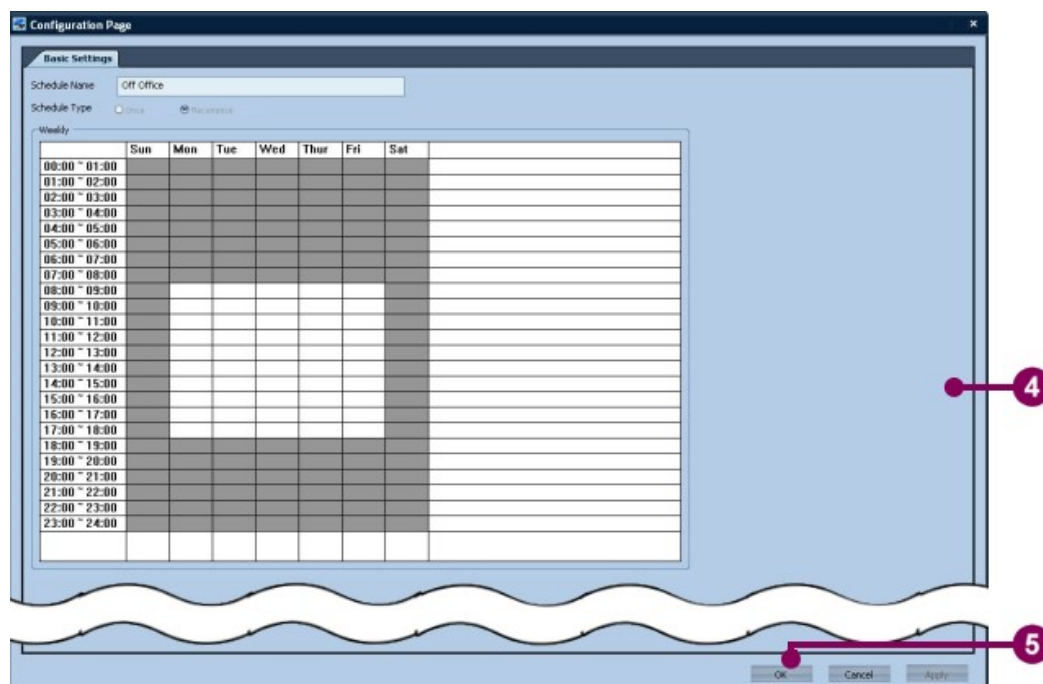 Configuration Page
Basic Settings
Schedule Name Off Office
Schedule Type Once Recurrence
Weekly
Sun Mon Tue Wed Thur Fri Sat
00:00 ~ 01:00
01:00 ~ 02:00
02:00 ~ 03:00
03:00 ~ 04:00
04:00 ~ 05:00
05:00 ~ 06:00
06:00 ~ 07:00
07:00 ~ 08:00
08:00 ~ 09:00
09:00 ~ 10:00
10:00 ~ 11:00
11:00 ~ 12:00
12:00 ~ 13:00
13:00 ~ 14:00
14:00 ~ 15:00
4
15:00 ~ 16:00
16:00 ~ 17:00
17:00 ~ 18:00
18:00 ~ 19:00
19:00 ~ 20:00
20:00 ~ 21:00
21:00 ~ 22:00
22:00 ~ 23:00
23:00 ~ 24:00
5
OK Cancel Apply